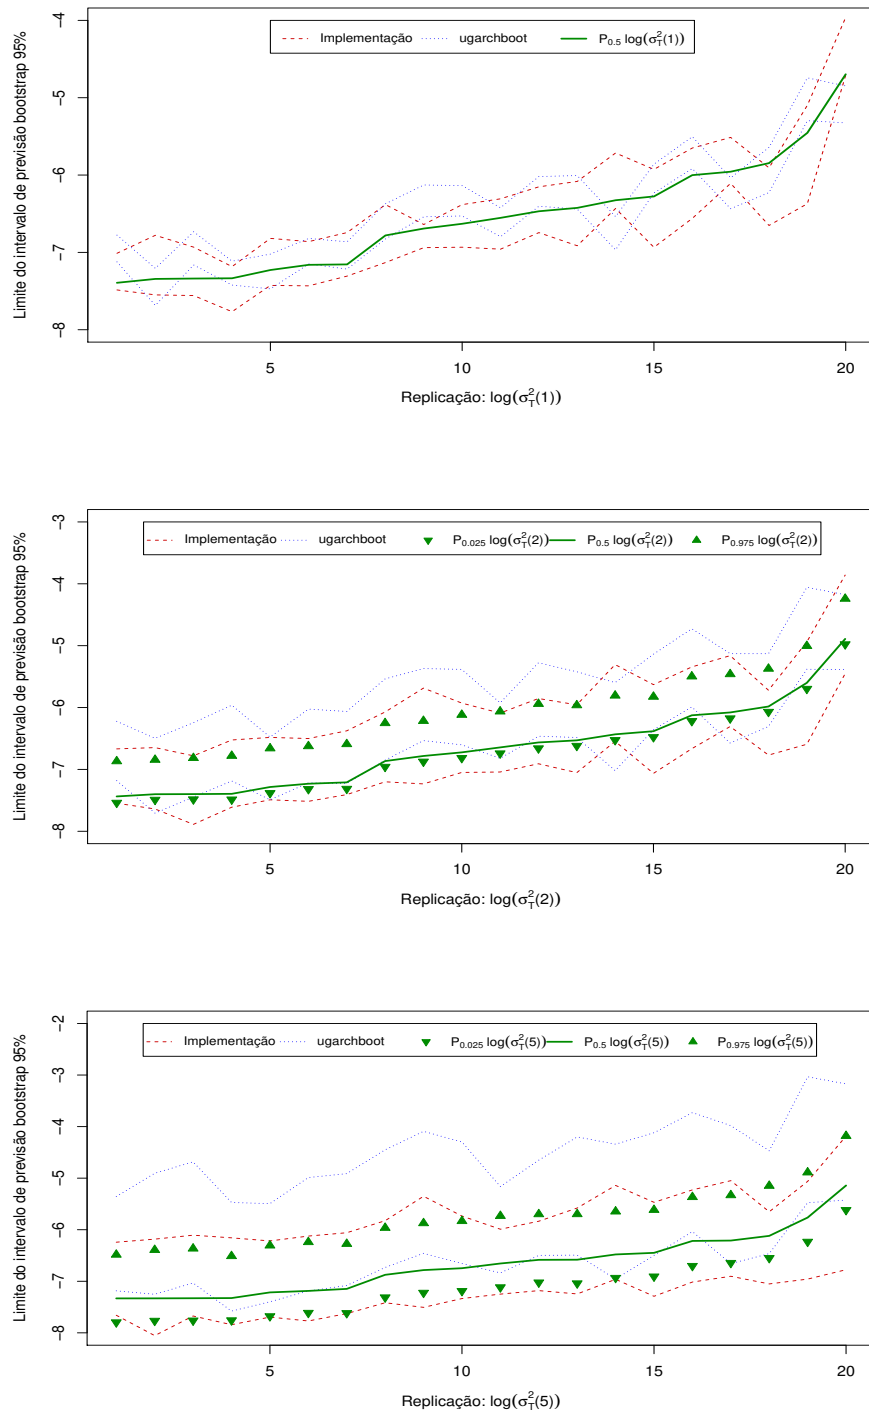 Limite do intervalo de previsão bootstrap 95%
-4
-5
-6
-7
-8
Implementação ugarchboot P0.5 log(σ²T(1))
5 10 15 20
Replicação: log(σ²T(1))
Limite do intervalo de previsão bootstrap 95%
-3
-4
-5
-6
-7
-8
Implementação ugarchboot P0.025 log(σ²T(2)) P0.5 log(σ²T(2)) P0.975 log(σ²T(2))
5 10 15 20
Replicação: log(σ²T(2))
Limite do intervalo de previsão bootstrap 95%
-2
-3
-4
-5
-6
-7
-8
Implementação ugarchboot P0.025 log(σ²T(5)) P0.5 log(σ²T(5)) P0.975 log(σ²T(5))
5 10 15 20
Replicação: log(σ²T(5))